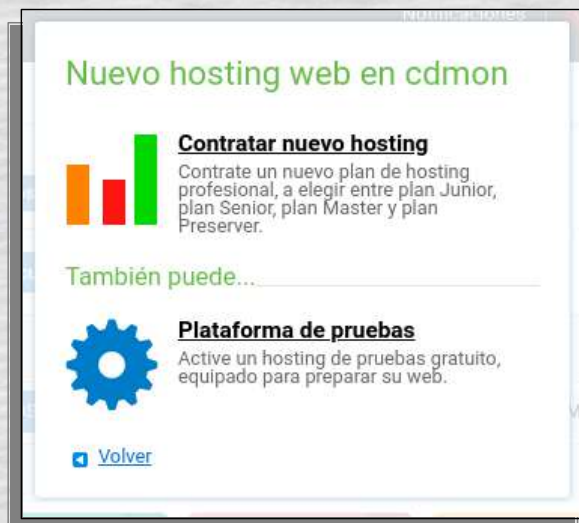 Notificaciones
Nuevo hosting web en cdmon
Contratar nuevo hosting
Contrate un nuevo plan de hosting
profesional, a elegir entre plan Junior,
plan Senior, plan Master y plan
Preserver.
También puede...
Plataforma de pruebas
Active un hosting de pruebas gratuito,
equipado para preparar su web.
Volver